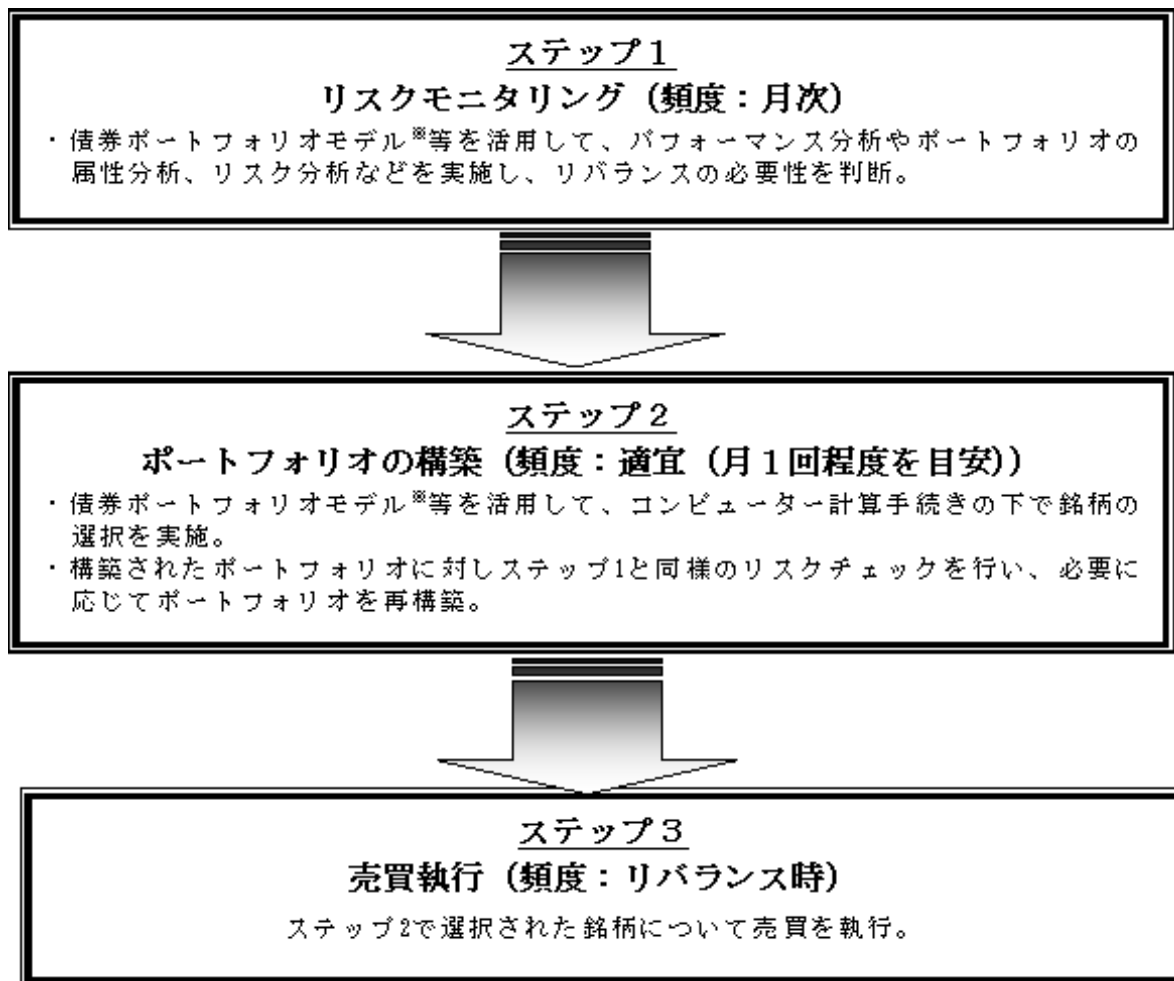 ステップ１
リスクモニタリング（頻度：月次）
・債券ポートフォリオモデル※等を活用して、パフォーマンス分析やポートフォリオの
属性分析、リスク分析などを実施し、リバランスの必要性を判断。
ステップ２
ポートフォリオの構築（頻度：適宜（月１回程度を目安））
・債券ポートフォリオモデル※等を活用して、コンピューター計算手続きの下で銘柄の
選択を実施。
・構築されたポートフォリオに対しステップ1と同様のリスクチェックを行い、必要に
応じてポートフォリオを再構築。
ステップ３
売買執行（頻度：リバランス時）
ステップ2で選択された銘柄について売買を執行。